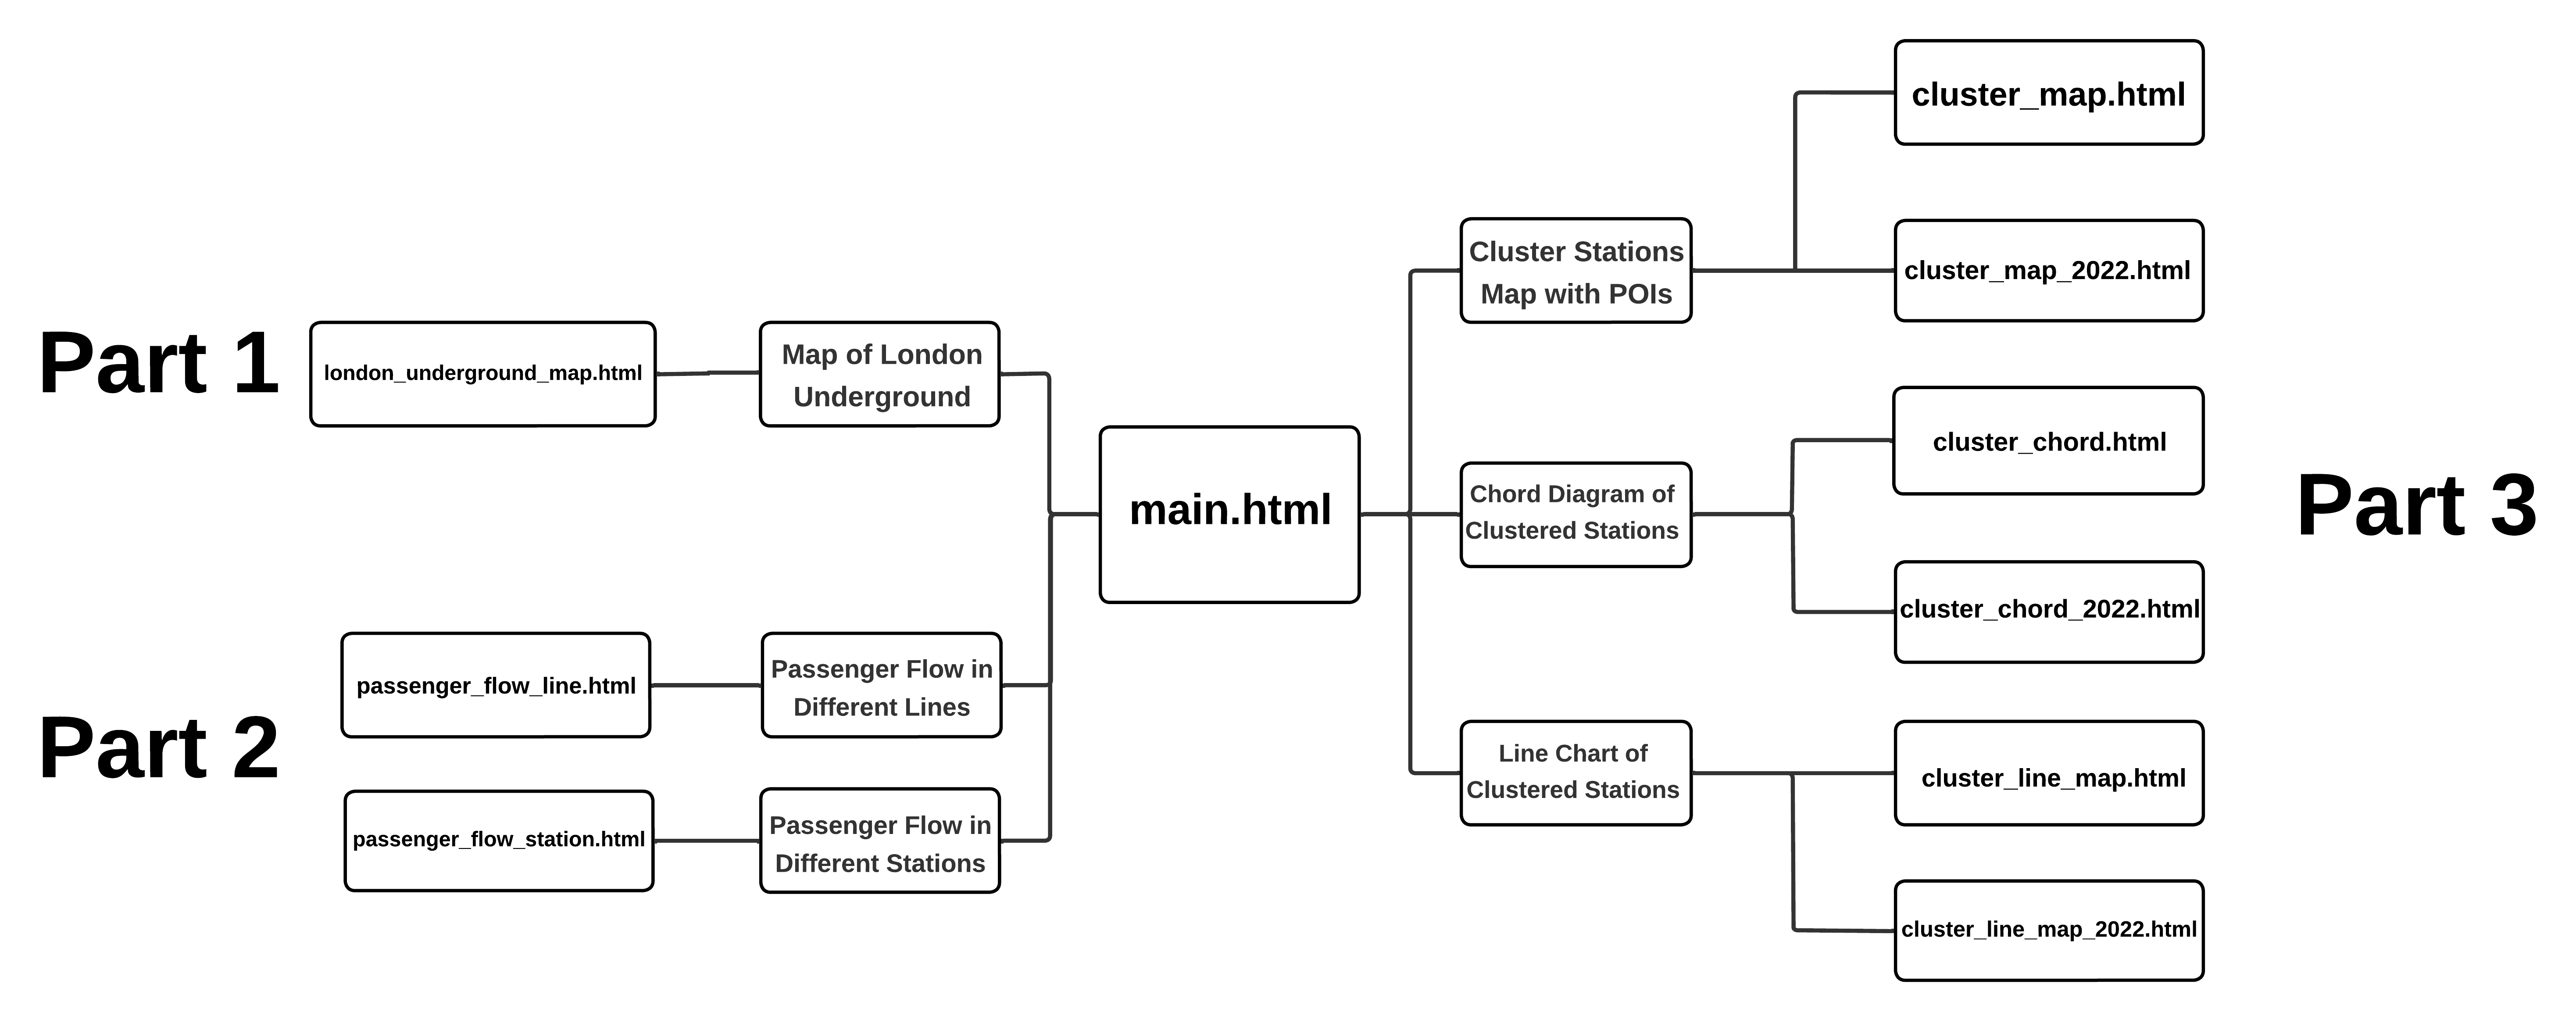 Part 1
london_underground_map.html
Map of London
Underground
Part 2
passenger_flow_line.html
Passenger Flow in
Different Lines
passenger_flow_station.html
Passenger Flow in
Different Stations
main.html
Cluster Stations
Map with POIs
cluster_map.html
cluster_map_2022.html
Chord Diagram of
Clustered Stations
cluster_chord.html
cluster_chord_2022.html
Line Chart of
Clustered Stations
cluster_line_map.html
cluster_line_map_2022.html
Part 3